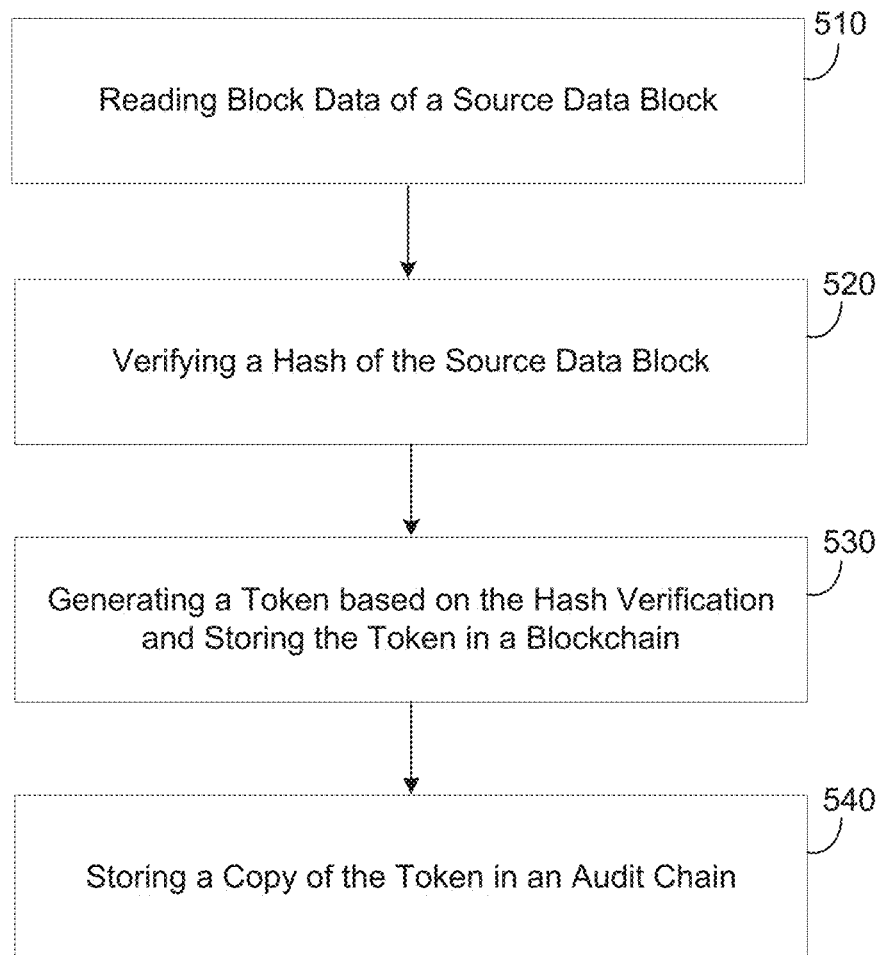 510
Reading Block Data of a Source Data Block
520
Verifying a Hash of the Source Data Block
530
Generating a Token based on the Hash Verification
and Storing the Token in a Blockchain
540
Storing a Copy of the Token in an Audit Chain